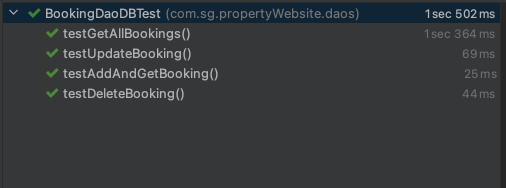 BookingDaoDBTest (com.sg.propertyWebsite.daos) 1 sec 502 ms
testGetAllBookings() 1 sec 364 ms
testUpdateBooking() 69 ms
testAddAndGetBooking() 25 ms
testDeleteBooking() 44 ms